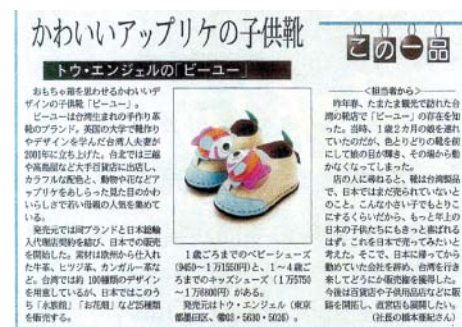 かわいいアップリケの子供靴
この一品
トウ・エンジェルの「ビーユー」
おもちゃ箱を思わせるかわいいデ
ザインの子供靴「ビーユー」。
ビーユーは台湾生まれの手作り革
靴のブランド。英国の大学で靴作り
やデザインを学んだ台湾人夫妻が
2001年に立ち上げた。台北では三越
や高島屋など大手百貨店に出店し、
カラフルな配色と、動物や花などア
ップリケをあしらった見た目のかわ
いらしさで若い母親の人気を集めて
いる。
発売元では同ブランドと日本総輸
入代理店契約を結び、日本での販売
を開始した。素材は欧州から仕入れ
た牛革、ヒツジ革、カンガルー革な
ど。台湾では約100種類のデザイン
を用意しているが、日本ではこのう
ち「水族館」「お花畑」など25種類
を販売する。
1歳ごろまでのベビーシューズ
(9450〜1万1550円)と、1〜4歳ご
ろまでのキッズシューズ(1万5750
〜1万6800円)がある。
発売元はトウ・エンジェル(東京
都墨田区、☎03・5630・5026)。
<担当者から>
昨年春、たまたま観光で訪れた台
湾の靴店で「ビーユー」の存在を知
った。当時、1歳2カ月の娘を連れ
ていたのだが、色とりどりの靴を前
にして娘の目が輝き、その場から動
かなくなってしまった。
店の人に尋ねると、靴は台湾製品
で、日本ではまだ売られていないと
のこと。こんな小さい子でもとりこ
にするくらいだから、もっと年上の
日本の子供たちにもきっと喜ばれる
はず。これを日本で売ってみたいと
考えた。そこで、日本に帰ってから
勤めていた会社を辞め、台湾を行き
来してどうにか販売権を獲得した。
今後は百貨店や子供用品店などに販
路を開拓し、直営店も展開したい。
(社長の橋本亜紀さん)